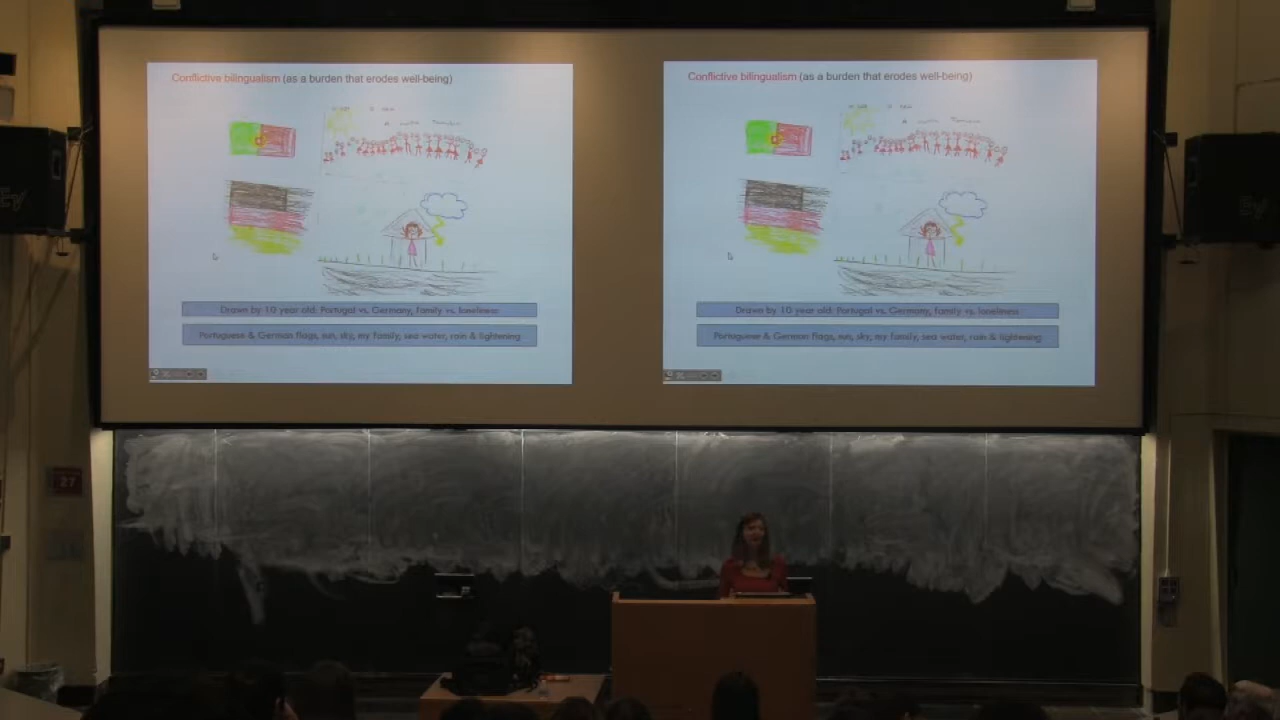 Conflictive bilingualism (as a burden that erodes well-being)
Drawn by 10 year old: Portugal vs. Germany, family vs. loneliness
Portuguese & German flags, sun, sky, my family, sea water, rain & lightening
Conflictive bilingualism (as a burden that erodes well-being)
Drawn by 10 year old: Portugal vs. Germany, family vs. loneliness
Portuguese & German flags, sun, sky, my family, sea water, rain & lightening
27